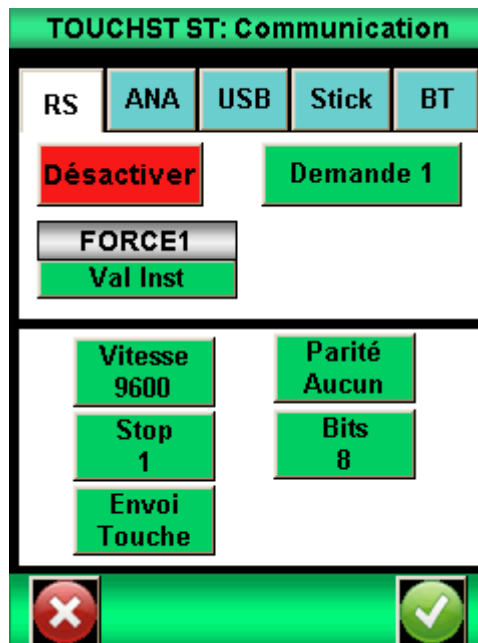 TOUCHST ST: Communication
RS ANA USB Stick BT
Désactiver Demande 1
FORCE1
Val Inst
Vitesse
9600
Parité
Aucun
Stop
1
Bits
8
Envoi
Touche